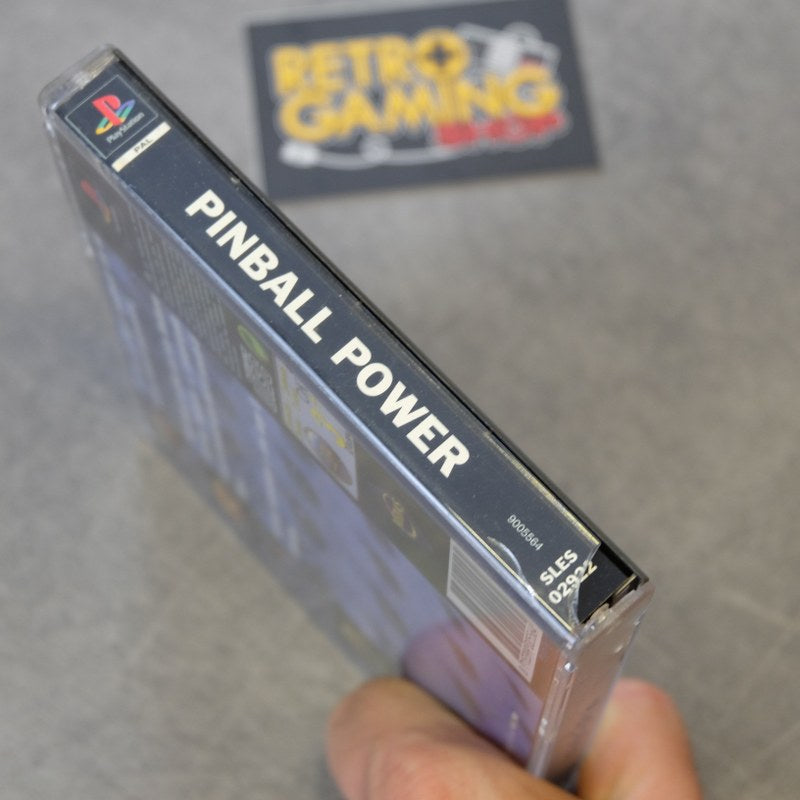 RETRO
GAMING
SHOP
PlayStation
PAL
PINBALL POWER
9005564
SLES
02922